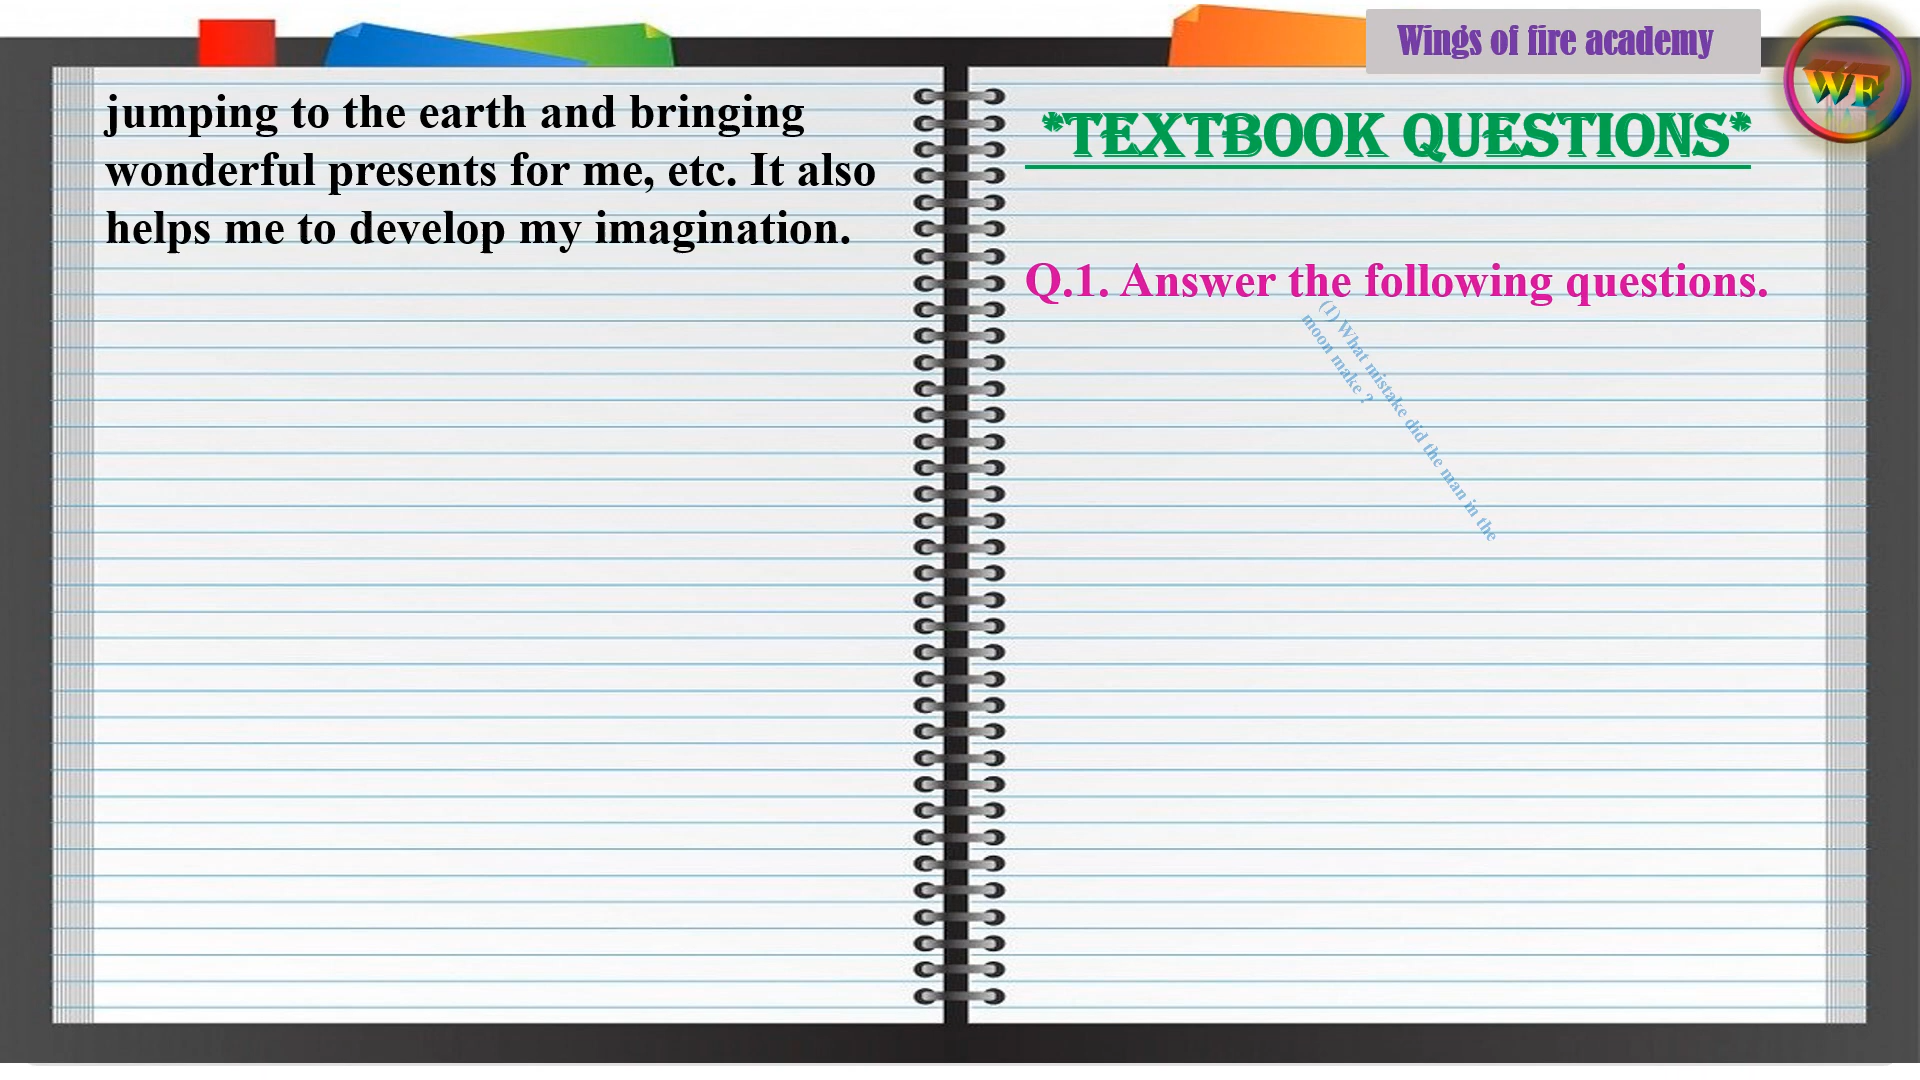 Wings of fire academy
WF
jumping to the earth and bringing
wonderful presents for me, etc. It also
helps me to develop my imagination.
*TEXTBOOK QUESTIONS*
Q.1. Answer the following questions.
(1) What mistake did the man in the
moon make ?